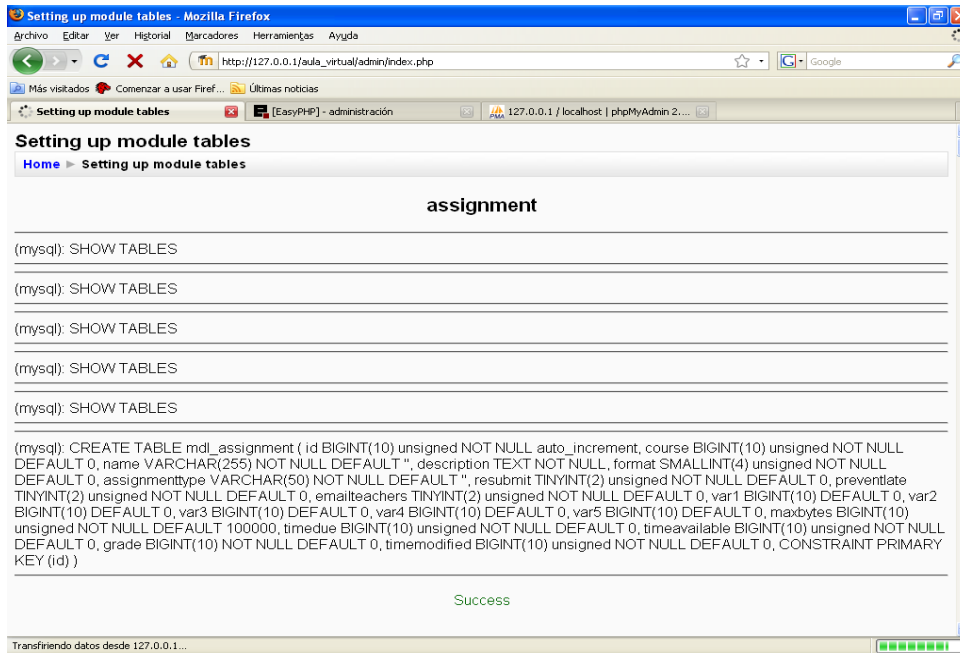 Setting up module tables - Mozilla Firefox
Archivo Editar Ver Historial Marcadores Herramientas Ayuda
http://127.0.0.1/aula_virtual/admin/index.php
Google
Más visitados Comenzar a usar Firef... Últimas noticias
Setting up module tables [EasyPHP] - administración 127.0.0.1 / localhost | phpMyAdmin 2....
Setting up module tables
Home ► Setting up module tables
assignment
(mysql): SHOW TABLES
(mysql): SHOW TABLES
(mysql): SHOW TABLES
(mysql): SHOW TABLES
(mysql): SHOW TABLES
(mysql): CREATE TABLE mdl_assignment ( id BIGINT(10) unsigned NOT NULL auto_increment, course BIGINT(10) unsigned NOT NULL
DEFAULT 0, name VARCHAR(255) NOT NULL DEFAULT '', description TEXT NOT NULL, format SMALLINT(4) unsigned NOT NULL
DEFAULT 0, assignmenttype VARCHAR(50) NOT NULL DEFAULT '', resubmit TINYINT(2) unsigned NOT NULL DEFAULT 0, preventlate
TINYINT(2) unsigned NOT NULL DEFAULT 0, emailteachers TINYINT(2) unsigned NOT NULL DEFAULT 0, var1 BIGINT(10) DEFAULT 0, var2
BIGINT(10) DEFAULT 0, var3 BIGINT(10) DEFAULT 0, var4 BIGINT(10) DEFAULT 0, var5 BIGINT(10) DEFAULT 0, maxbytes BIGINT(10)
unsigned NOT NULL DEFAULT 100000, timedue BIGINT(10) unsigned NOT NULL DEFAULT 0, timeavailable BIGINT(10) unsigned NOT NULL
DEFAULT 0, grade BIGINT(10) NOT NULL DEFAULT 0, timemodified BIGINT(10) unsigned NOT NULL DEFAULT 0, CONSTRAINT PRIMARY
KEY (id) )
Success
Transfiriendo datos desde 127.0.0.1...